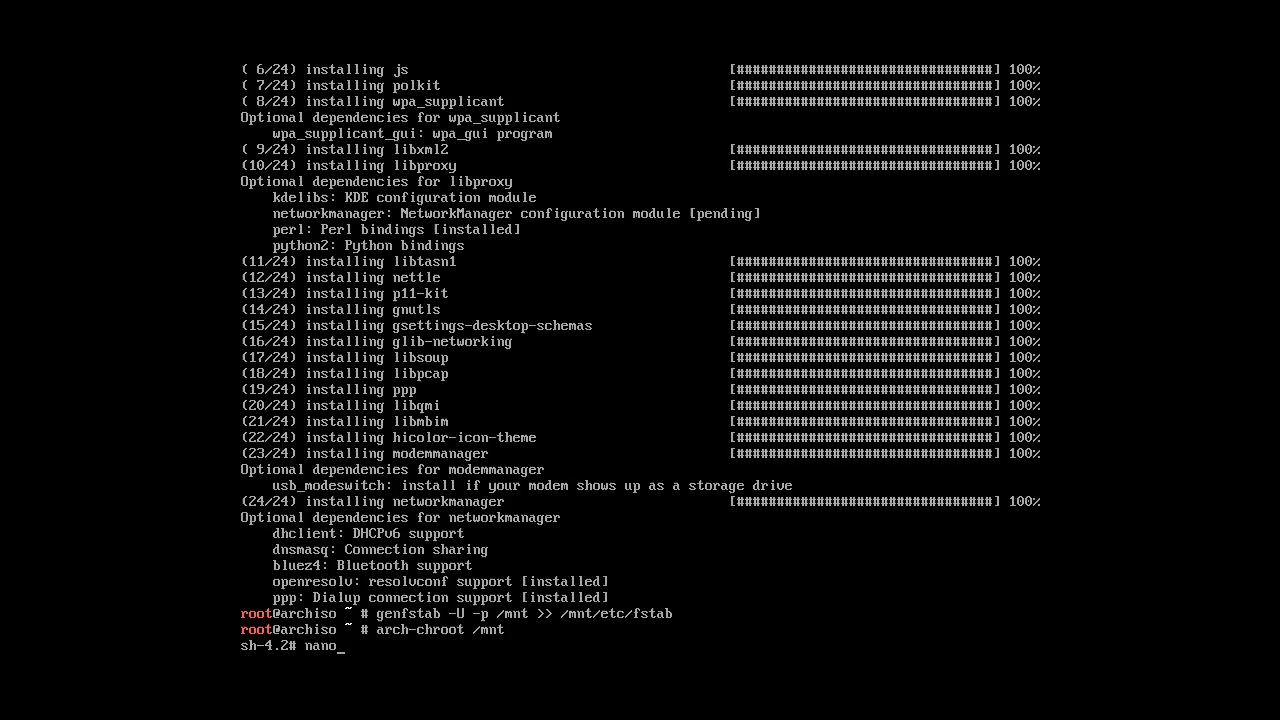 ( 6/24) installing js [################################] 100%
( 7/24) installing polkit [################################] 100%
( 8/24) installing wpa_supplicant [################################] 100%
Optional dependencies for wpa_supplicant
    wpa_supplicant_gui: wpa_gui program
( 9/24) installing libxml2 [################################] 100%
(10/24) installing libproxy [################################] 100%
Optional dependencies for libproxy
    kdelibs: KDE configuration module
    networkmanager: NetworkManager configuration module [pending]
    perl: Perl bindings [installed]
    python2: Python bindings
(11/24) installing libtasn1 [################################] 100%
(12/24) installing nettle [################################] 100%
(13/24) installing p11-kit [################################] 100%
(14/24) installing gnutls [################################] 100%
(15/24) installing gsettings-desktop-schemas [################################] 100%
(16/24) installing glib-networking [################################] 100%
(17/24) installing libsoup [################################] 100%
(18/24) installing libpcap [################################] 100%
(19/24) installing ppp [################################] 100%
(20/24) installing libqmi [################################] 100%
(21/24) installing libmbim [################################] 100%
(22/24) installing hicolor-icon-theme [################################] 100%
(23/24) installing modemmanager [################################] 100%
Optional dependencies for modemmanager
    usb_modeswitch: install if your modem shows up as a storage drive
(24/24) installing networkmanager [################################] 100%
Optional dependencies for networkmanager
    dhclient: DHCPv6 support
    dnsmasq: Connection sharing
    bluez4: Bluetooth support
    openresolv: resolvconf support [installed]
    ppp: Dialup connection support [installed]
root@archiso ~ # genfstab -U -p /mnt >> /mnt/etc/fstab
root@archiso ~ # arch-chroot /mnt
sh-4.2# nano_